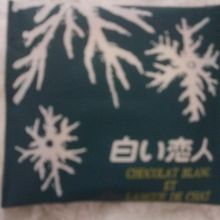 白い恋人
CHOCOLAT BLANC
ET
LANGUE DE CHAT